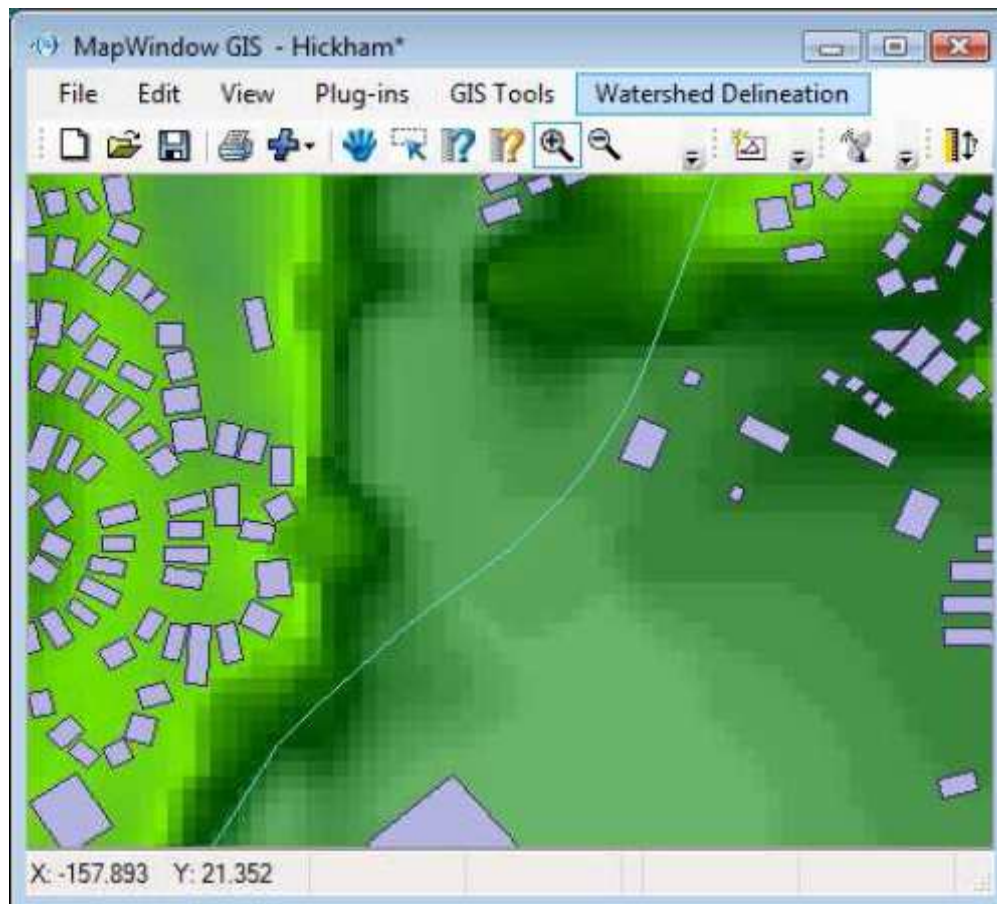 MapWindow GIS - Hickham*
File Edit View Plug-ins GIS Tools Watershed Delineation
X: -157.893 Y: 21.352